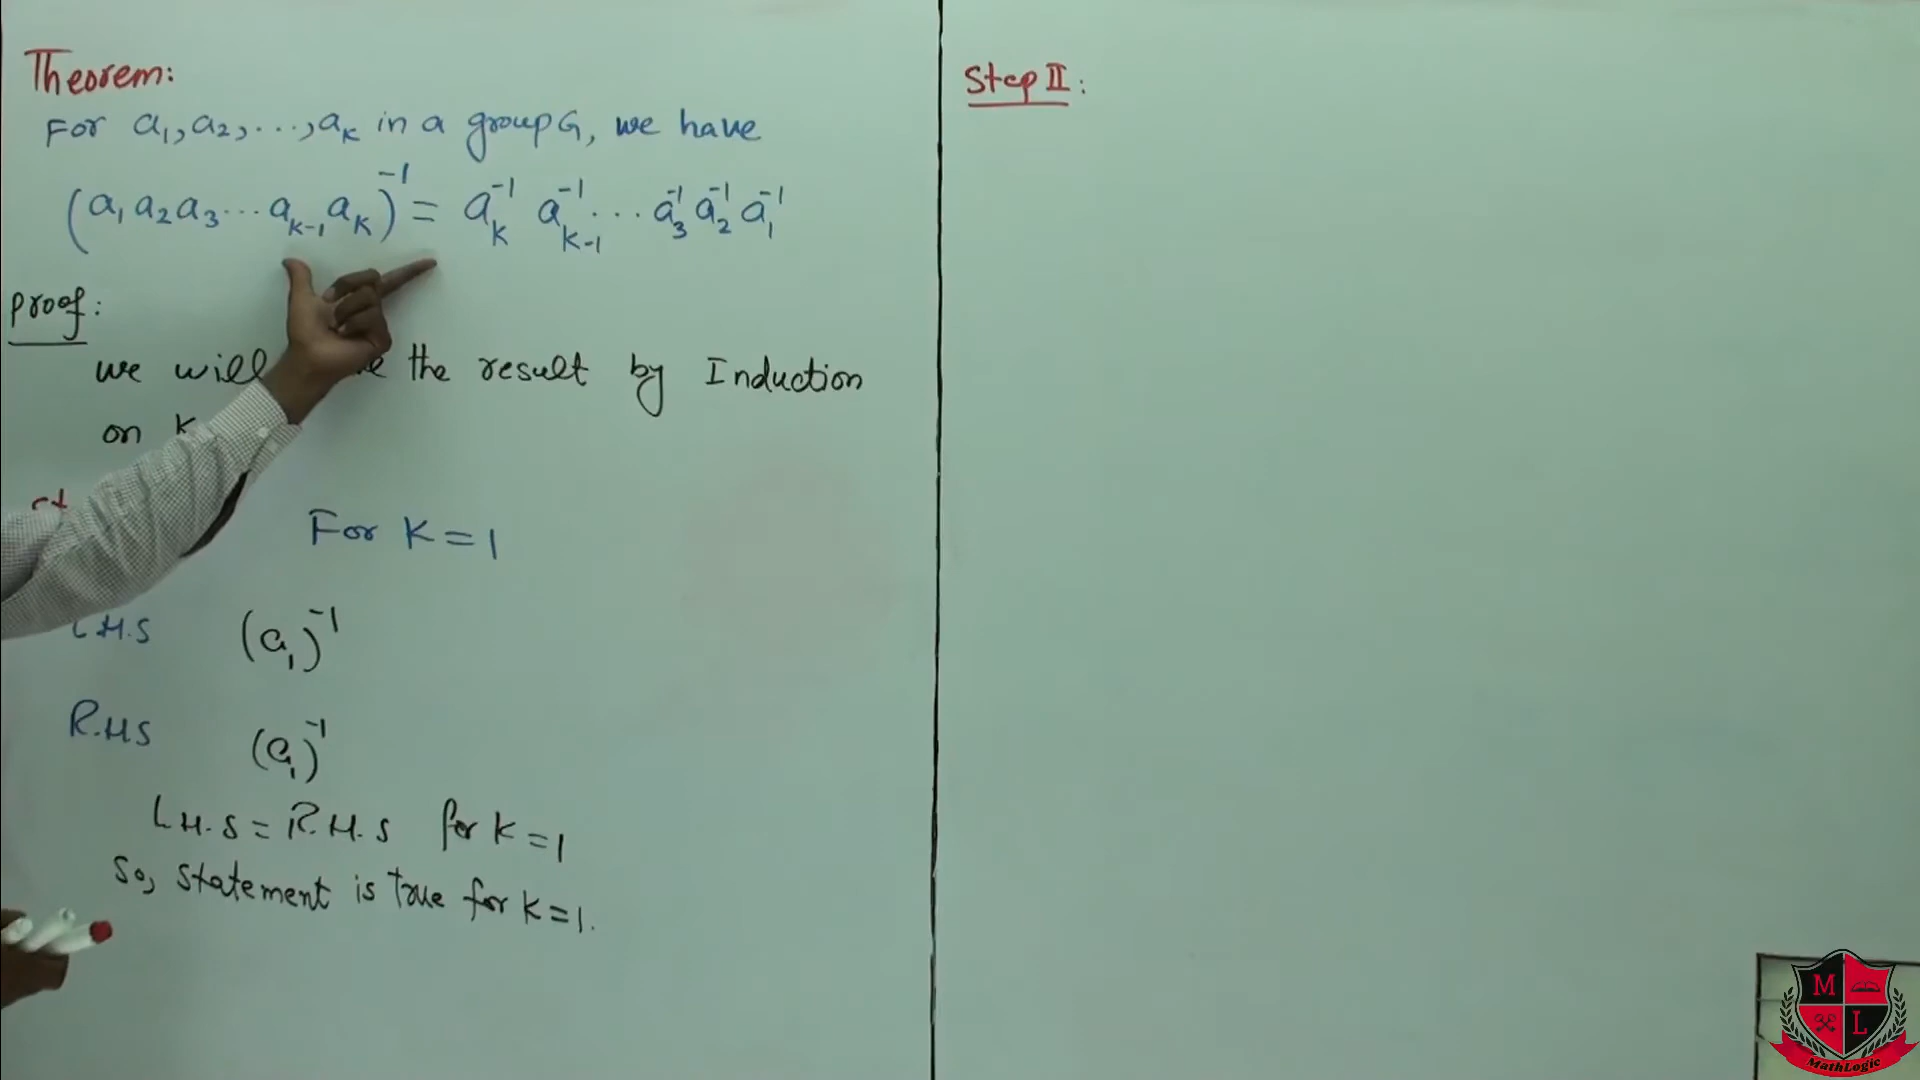 Theorem:
For a₁, a₂, ..., aₖ in a group G, we have
(a₁ a₂ a₃ ... aₖ₋₁ aₖ)⁻¹ = aₖ⁻¹ aₖ₋₁⁻¹ ... a₃⁻¹ a₂⁻¹ a₁⁻¹
Proof:
we will the result by Induction
on K
For K = 1
L.H.S (a₁)⁻¹
R.H.S (a₁)⁻¹
L.H.S = R.H.S for K = 1
So, statement is true for K = 1.
Step II:
M
L
MathLogic